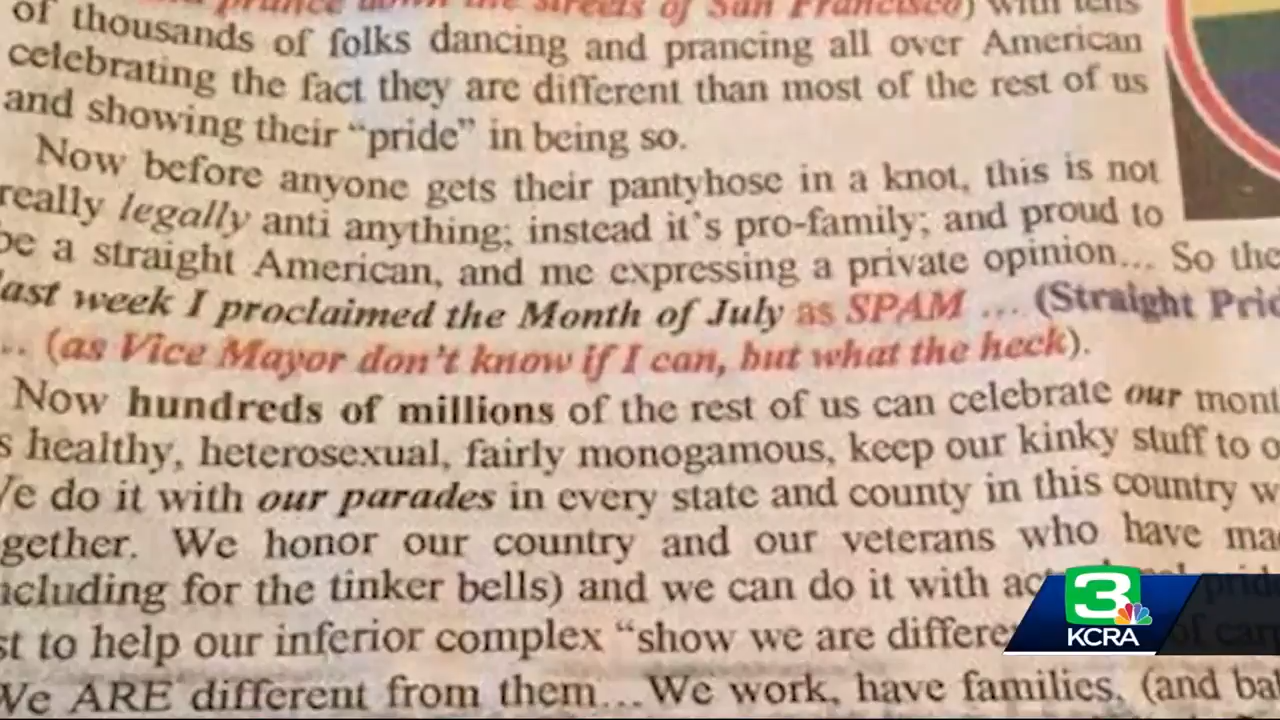 prance down the streets of San Francisco) with tens
of thousands of folks dancing and prancing all over American
celebrating the fact they are different than most of the rest of us
and showing their “pride” in being so.
Now before anyone gets their pantyhose in a knot, this is not
really legally anti anything; instead it’s pro-family; and proud to
be a straight American, and me expressing a private opinion... So the
last week I proclaimed the Month of July as SPAM ... (Straight Prid
... (as Vice Mayor don’t know if I can, but what the heck).
Now hundreds of millions of the rest of us can celebrate our mont
s healthy, heterosexual, fairly monogamous, keep our kinky stuff to o
We do it with our parades in every state and county in this country w
gether. We honor our country and our veterans who have ma
ncluding for the tinker bells) and we can do it with
st to help our inferior complex “show we are differe
We ARE different from them...We work, have families, (and bab
3
KCRA